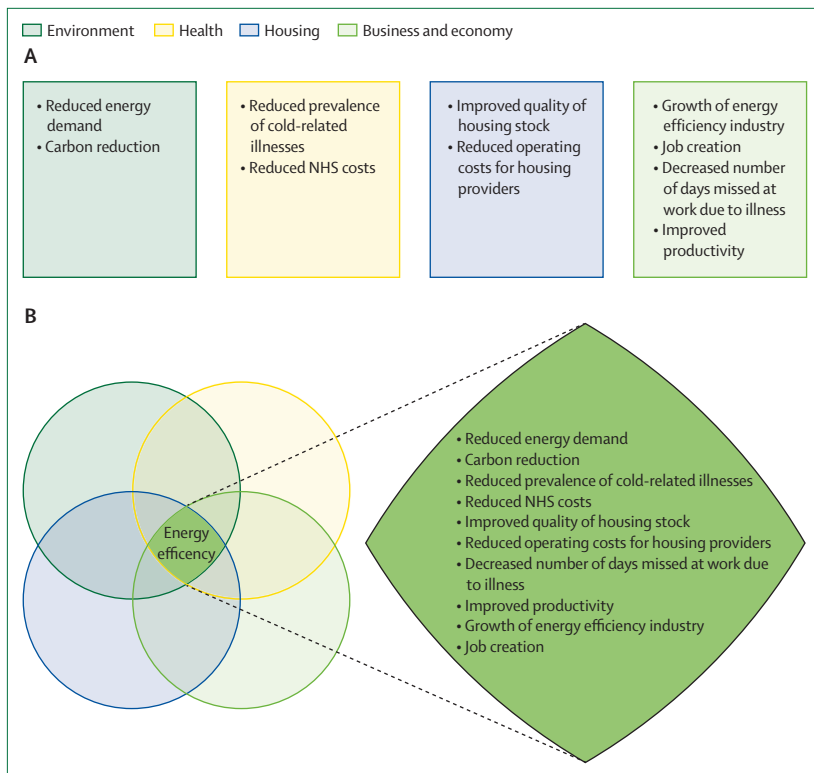 Environment Health Housing Business and economy
A
• Reduced energy
demand
• Carbon reduction
• Reduced prevalence
of cold-related
illnesses
• Reduced NHS costs
• Improved quality of
housing stock
• Reduced operating
costs for housing
providers
• Growth of energy
efficiency industry
• Job creation
• Decreased number
of days missed at
work due to illness
• Improved
productivity
B
Energy
efficency
• Reduced energy demand
• Carbon reduction
• Reduced prevalence of cold-related illnesses
• Reduced NHS costs
• Improved quality of housing stock
• Reduced operating costs for housing providers
• Decreased number of days missed at work due
to illness
• Improved productivity
• Growth of energy efficiency industry
• Job creation